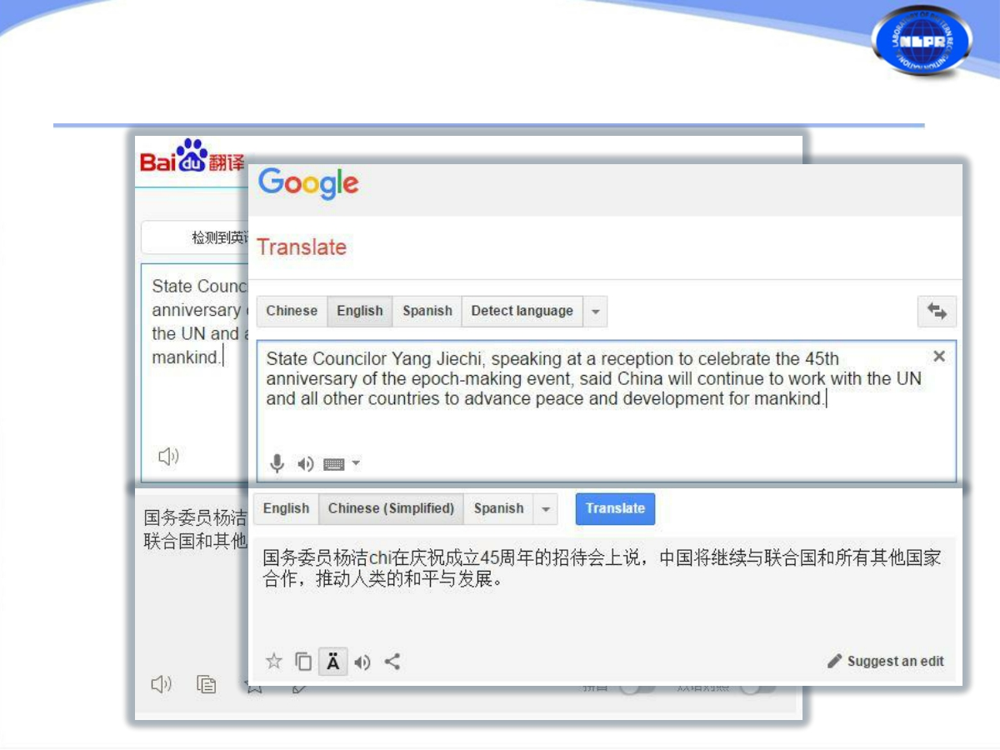 LABORATORY OF PATTERN RECOGNITION
NLPR
Baidu翻译
Google
检测到英
Translate
State Counc
anniversary
the UN and a
mankind.
Chinese English Spanish Detect language
State Councilor Yang Jiechi, speaking at a reception to celebrate the 45th
anniversary of the epoch-making event, said China will continue to work with the UN
and all other countries to advance peace and development for mankind.
English Chinese (Simplified) Spanish Translate
国务委员杨洁
联合国和其他
国务委员杨洁chi在庆祝成立45周年的招待会上说，中国将继续与联合国和所有其他国家
合作，推动人类的和平与发展。
Ä
Suggest an edit